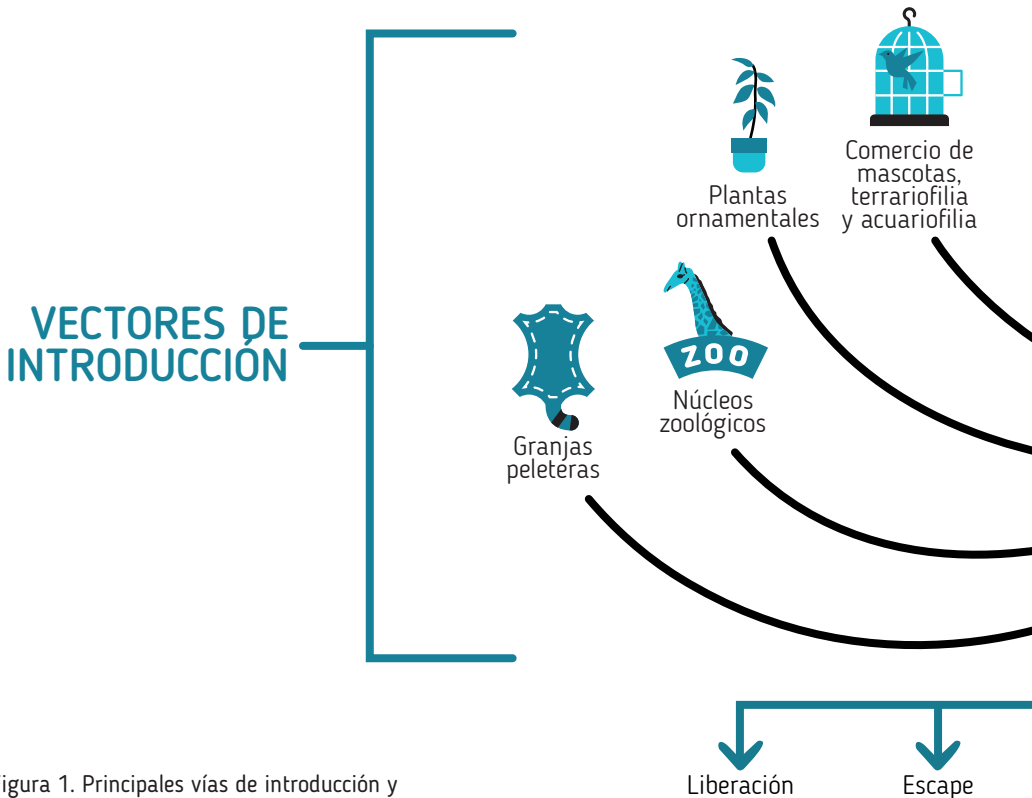 VECTORES DE
INTRODUCCIÓN
Plantas
ornamentales
Comercio de
mascotas,
terrariofilia
y acuariofilia
ZOO
Núcleos
zoológicos
Granjas
peleteras
Liberación
Escape
igura 1. Principales vías de introducción y